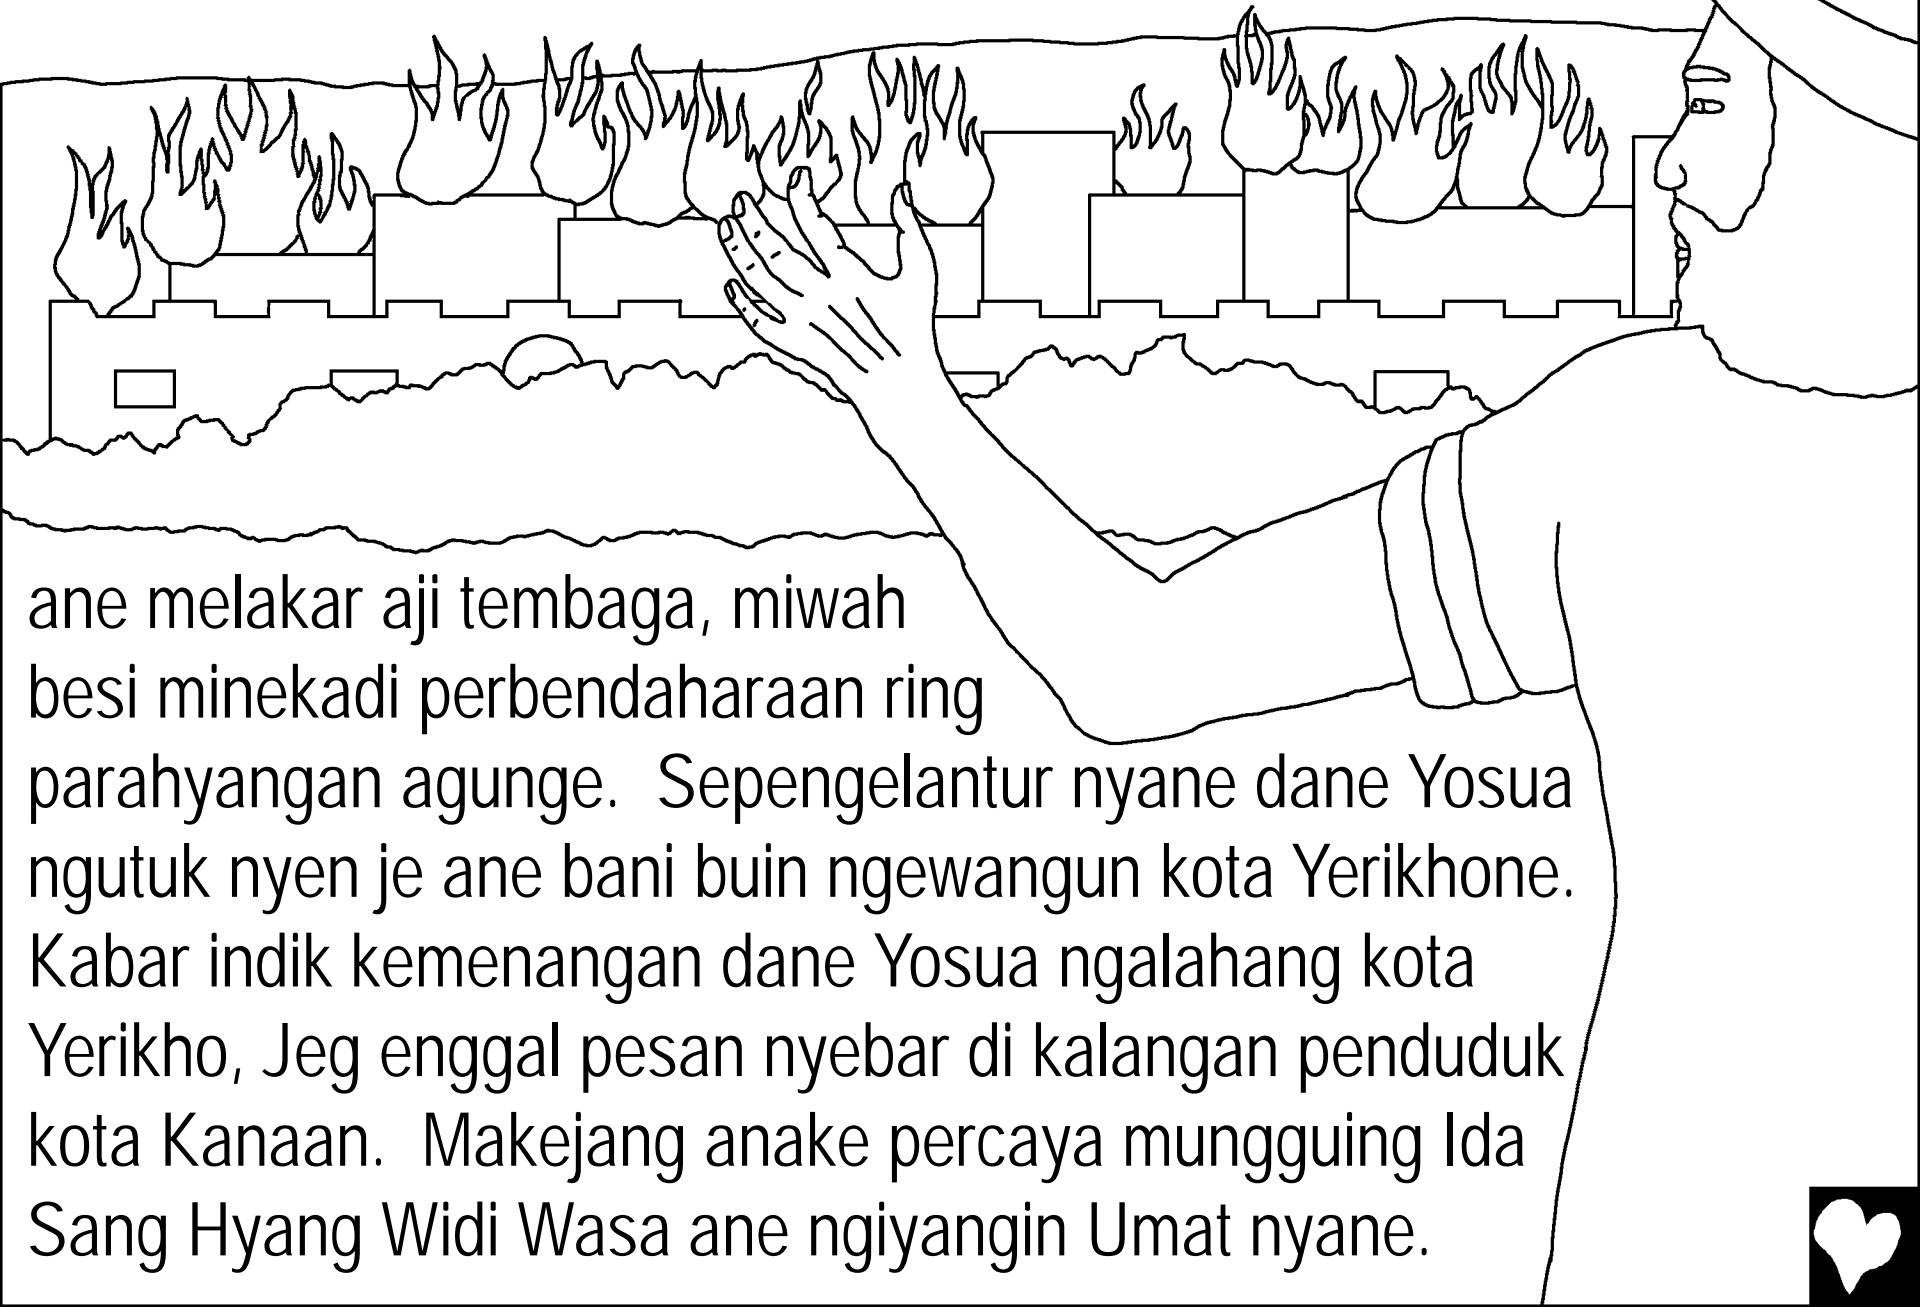 ane melakar aji tembaga, miwah
besi minekadi perbendaharaan ring
parahyangan agunge.  Sepengelantur nyane dane Yosua
ngutuk nyen je ane bani buin ngewangun kota Yerikhone.
Kabar indik kemenangan dane Yosua ngalahang kota
Yerikho, Jeg enggal pesan nyebar di kalangan penduduk
kota Kanaan.  Makejang anake percaya mungguing Ida
Sang Hyang Widi Wasa ane ngiyangin Umat nyane.